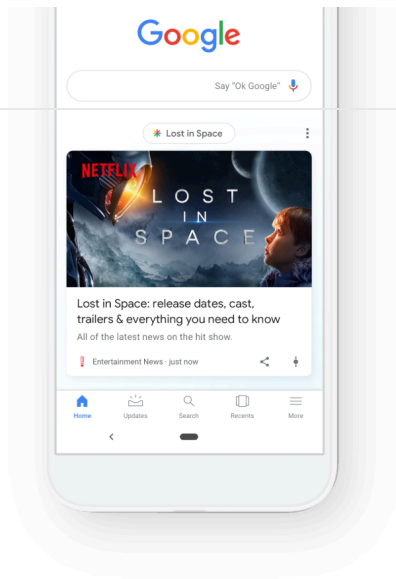 Google
Say "Ok Google"
Lost in Space
NETFLIX
LOST
IN
SPACE
Lost in Space: release dates, cast,
trailers & everything you need to know
All of the latest news on the hit show.
Entertainment News · just now
Home Updates Search Recents More